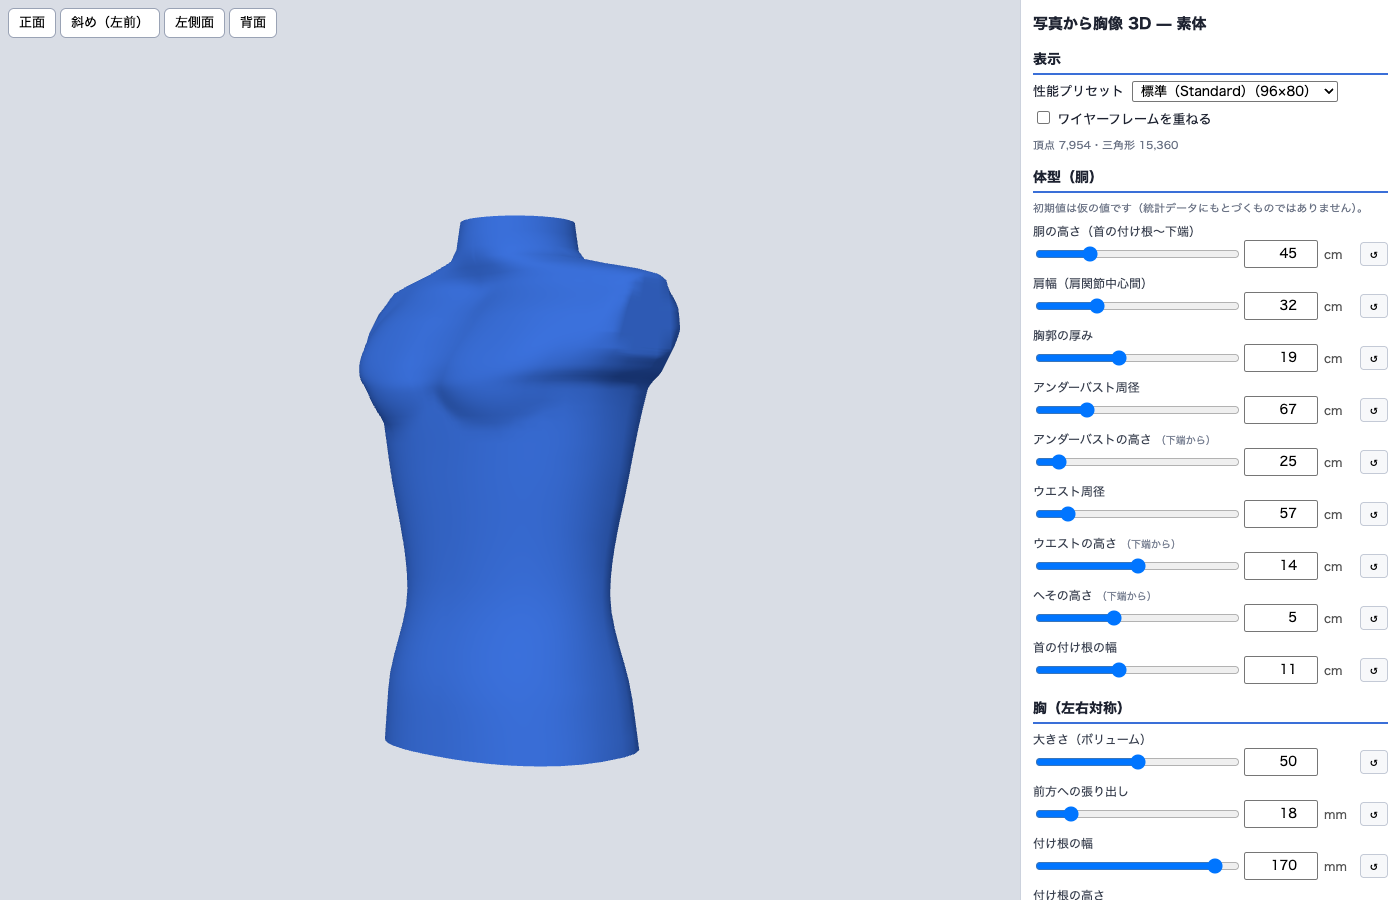 正面 斜め（左前） 左側面 背面
写真から胸像 3D — 素体
表示
性能プリセット 標準（Standard）（96×80）
ワイヤーフレームを重ねる
頂点 7,954・三角形 15,360
体型（胴）
初期値は仮の値です（統計データにもとづくものではありません）。
胴の高さ（首の付け根〜下端）
45 cm ↺
肩幅（肩関節中心間）
32 cm ↺
胸郭の厚み
19 cm ↺
アンダーバスト周径
67 cm ↺
アンダーバストの高さ （下端から）
25 cm ↺
ウエスト周径
57 cm ↺
ウエストの高さ （下端から）
14 cm ↺
へその高さ （下端から）
5 cm ↺
首の付け根の幅
11 cm ↺
胸（左右対称）
大きさ（ボリューム）
50 ↺
前方への張り出し
18 mm ↺
付け根の幅
170 mm ↺
付け根の高さ